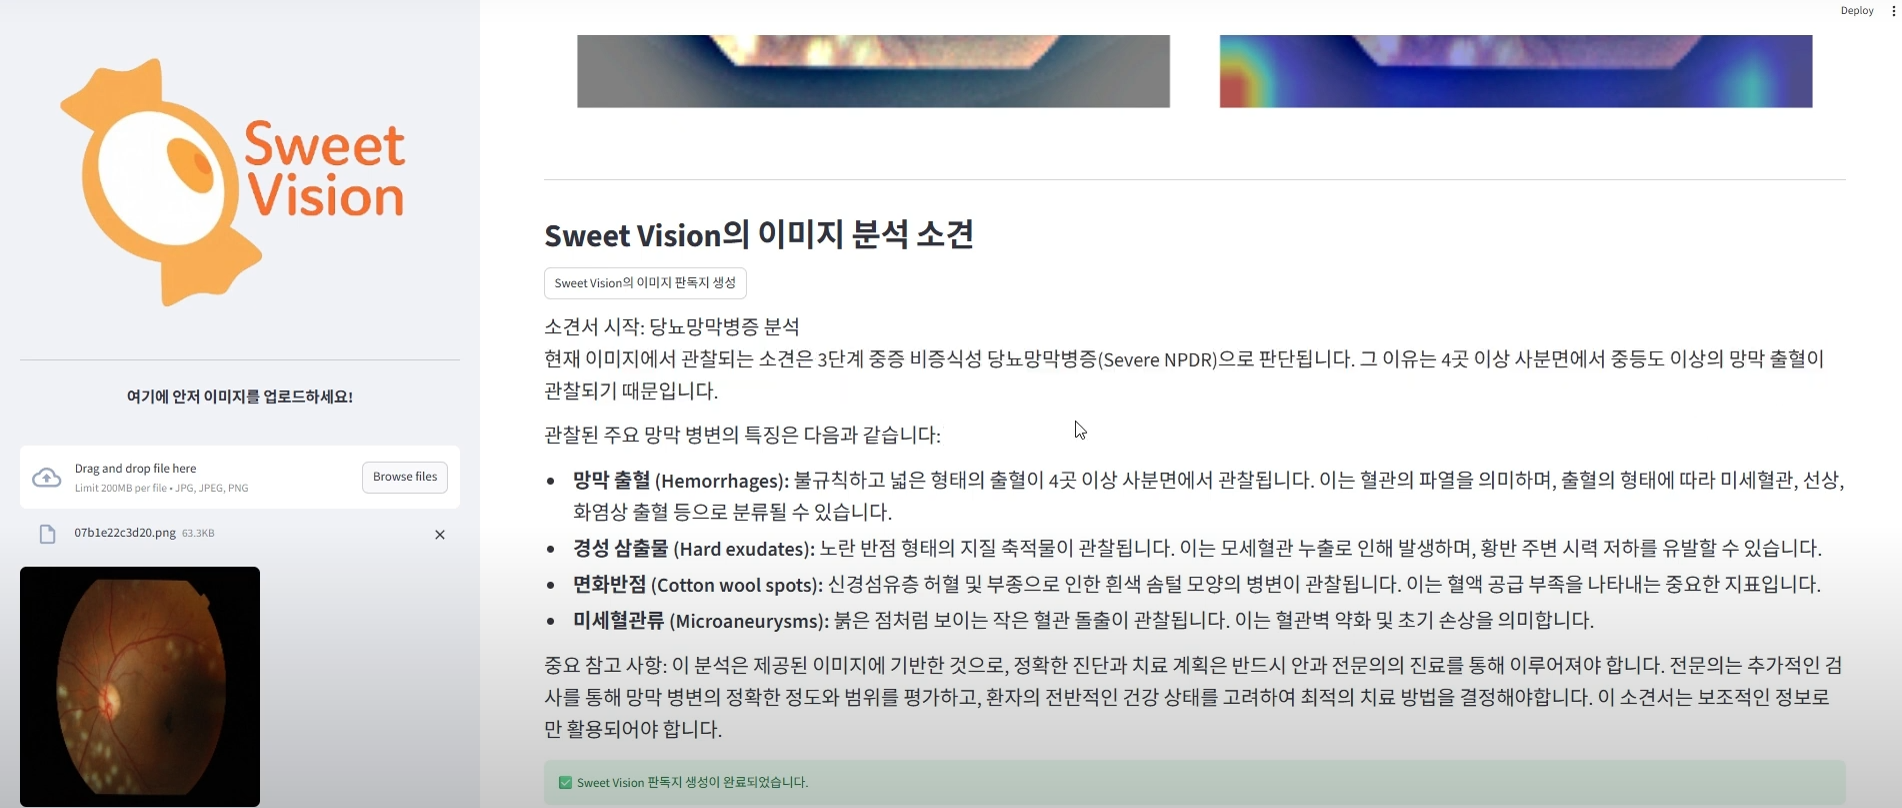 Deploy
Sweet
Vision
여기에 안저 이미지를 업로드하세요!
Drag and drop file here
Limit 200MB per file • JPG, JPEG, PNG
Browse files
07b1e22c3d20.png 63.3KB
Sweet Vision의 이미지 분석 소견
Sweet Vision의 이미지 판독지 생성
소견서 시작: 당뇨망막병증 분석
현재 이미지에서 관찰되는 소견은 3단계 중증 비증식성 당뇨망막병증(Severe NPDR)으로 판단됩니다. 그 이유는 4곳 이상 사분면에서 중등도 이상의 망막 출혈이
관찰되기 때문입니다.
관찰된 주요 망막 병변의 특징은 다음과 같습니다:
• 망막 출혈 (Hemorrhages): 불규칙하고 넓은 형태의 출혈이 4곳 이상 사분면에서 관찰됩니다. 이는 혈관의 파열을 의미하며, 출혈의 형태에 따라 미세혈관, 선상,
화염상 출혈 등으로 분류될 수 있습니다.
• 경성 삼출물 (Hard exudates): 노란 반점 형태의 지질 축적물이 관찰됩니다. 이는 모세혈관 누출로 인해 발생하며, 황반 주변 시력 저하를 유발할 수 있습니다.
• 면화반점 (Cotton wool spots): 신경섬유층 허혈 및 부종으로 인한 흰색 솜털 모양의 병변이 관찰됩니다. 이는 혈액 공급 부족을 나타내는 중요한 지표입니다.
• 미세혈관류 (Microaneurysms): 붉은 점처럼 보이는 작은 혈관 돌출이 관찰됩니다. 이는 혈관벽 약화 및 초기 손상을 의미합니다.
중요 참고 사항: 이 분석은 제공된 이미지에 기반한 것으로, 정확한 진단과 치료 계획은 반드시 안과 전문의의 진료를 통해 이루어져야 합니다. 전문의는 추가적인 검
사를 통해 망막 병변의 정확한 정도와 범위를 평가하고, 환자의 전반적인 건강 상태를 고려하여 최적의 치료 방법을 결정해야합니다. 이 소견서는 보조적인 정보로
만 활용되어야 합니다.
✅ Sweet Vision 판독지 생성이 완료되었습니다.